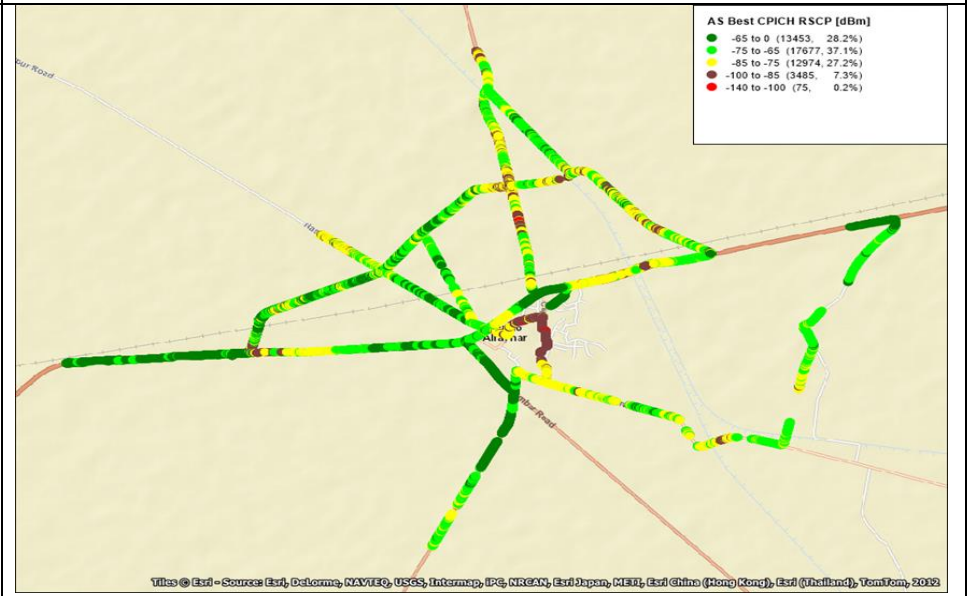 AS Best CPICH RSCP [dBm]
-65 to 0 (13453, 28.2%)
-75 to -65 (17677, 37.1%)
-85 to -75 (12974, 27.2%)
-100 to -85 (3485, 7.3%)
-140 to -100 (75, 0.2%)
Road
Road
Tiles © Esri - Source: Esri, DeLorme, NAVTEQ, USGS, Intermap, iPC, NRCAN, Esri Japan, METI, Esri China (Hong Kong), Esri (Thailand), TomTom, 2012